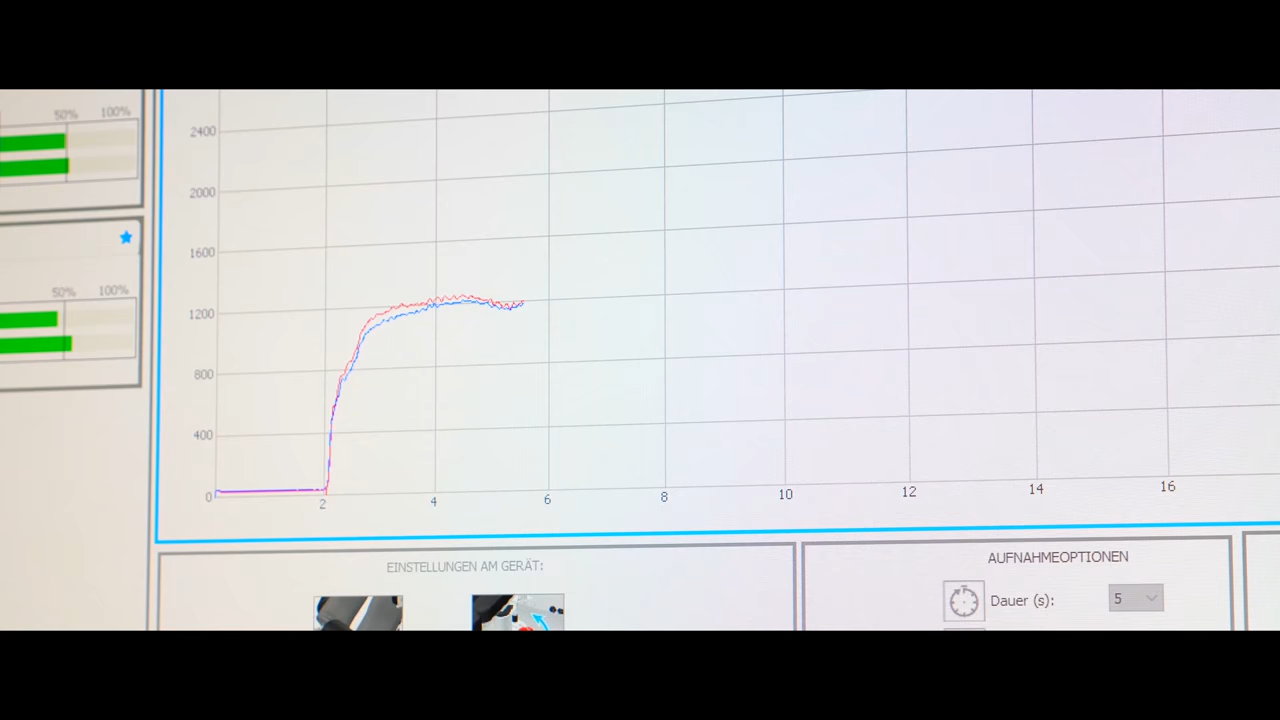 50% 100%
50% 100%
2400
2000
1600
1200
800
400
0
2 4 6 8 10 12 14 16
EINSTELLUNGEN AM GERÄT:
AUFNAHMEOPTIONEN
Dauer (s): 5